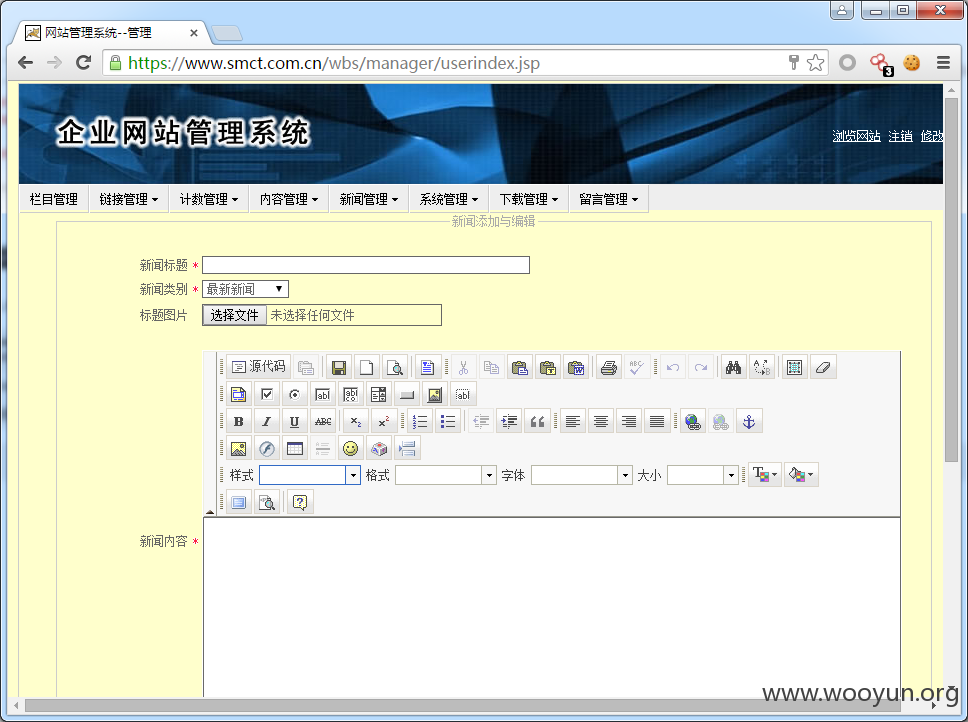 网站管理系统--管理
https://www.smct.com.cn/wbs/manager/userindex.jsp
3
企业网站管理系统
浏览网站 注销 修改
栏目管理 链接管理 计数管理 内容管理 新闻管理 系统管理 下载管理 留言管理
新闻添加与编辑
新闻标题 *
新闻类别 * 最新新闻
标题图片 选择文件 未选择任何文件
源代码
B I U ABC x₂ x²
样式 格式 字体 大小
新闻内容 *
www.wooyun.org